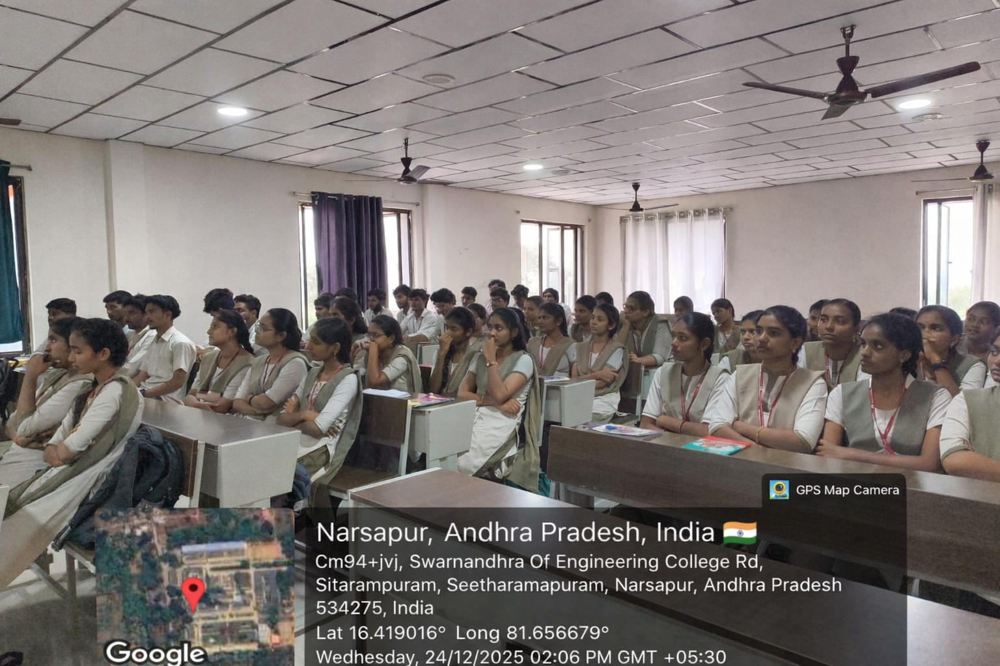 GPS Map Camera
Narsapur, Andhra Pradesh, India
Cm94+jvj, Swarnandhra Of Engineering College Rd,
Sitarampuram, Seetharamapuram, Narsapur, Andhra Pradesh
534275, India
Lat 16.419016° Long 81.656679°
Wednesday, 24/12/2025 02:06 PM GMT +05:30
Google